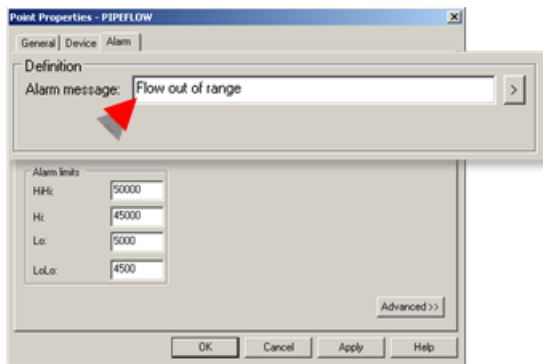 Point Properties - PIPEFLOW
General Device Alarm
Definition
Alarm message: Flow out of range >
Alarm limits
HiHi: 50000
Hi: 45000
Lo: 5000
LoLo: 4500
Advanced >>
OK Cancel Apply Help